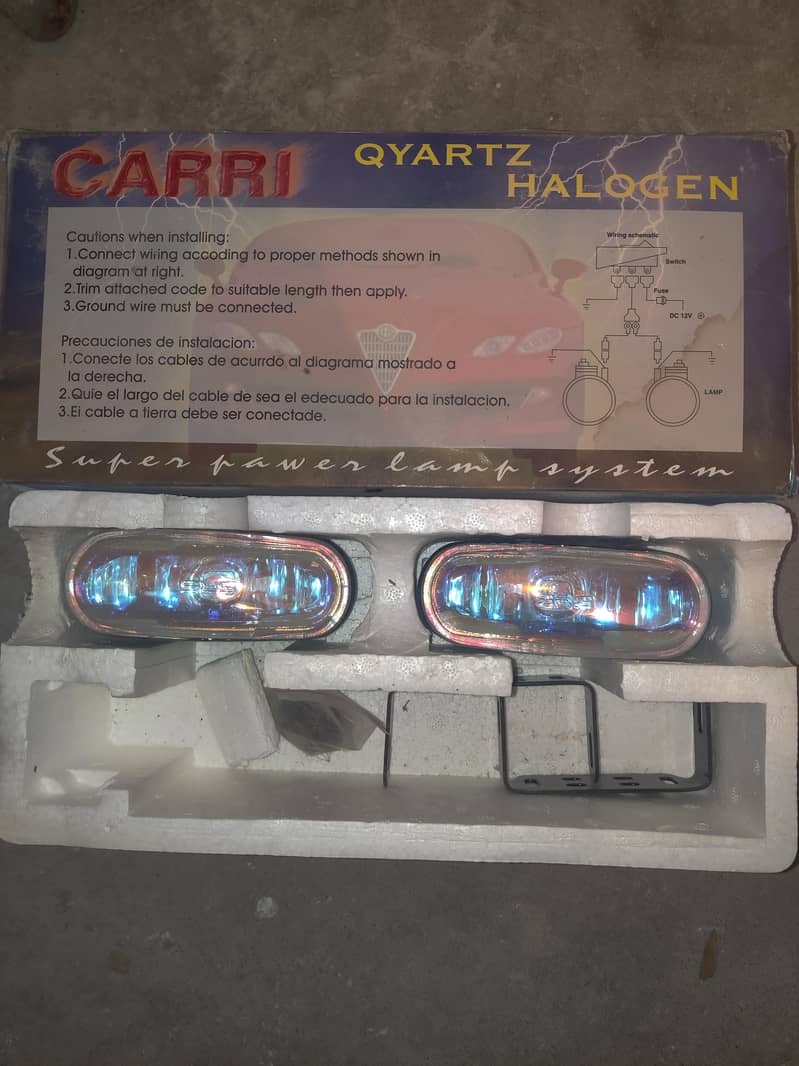 CARRI
QYARTZ
HALOGEN
Cautions when installing:
1.Connect wiring accoding to proper methods shown in
diagram at right.
2.Trim attached code to suitable length then apply.
3.Ground wire must be connected.
Precauciones de instalacion:
1.Conecte los cables de acurrdo al diagrama mostrado a
la derecha.
2.Quie el largo del cable de sea el edecuado para la instalacion.
3.Ei cable a tierra debe ser conectade.
Wiring schematic
Switch
Fuse
DC 12V
LAMP
Super pawer lamp system